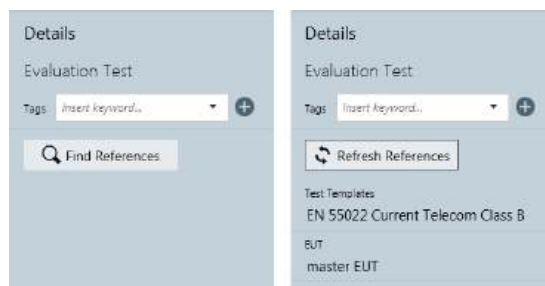 Details
Evaluation Test
Tags Insert keyword...
Find References
Details
Evaluation Test
Tags Insert keyword...
Refresh References
Test Templates
EN 55022 Current Telecom Class B
EUT
master EUT